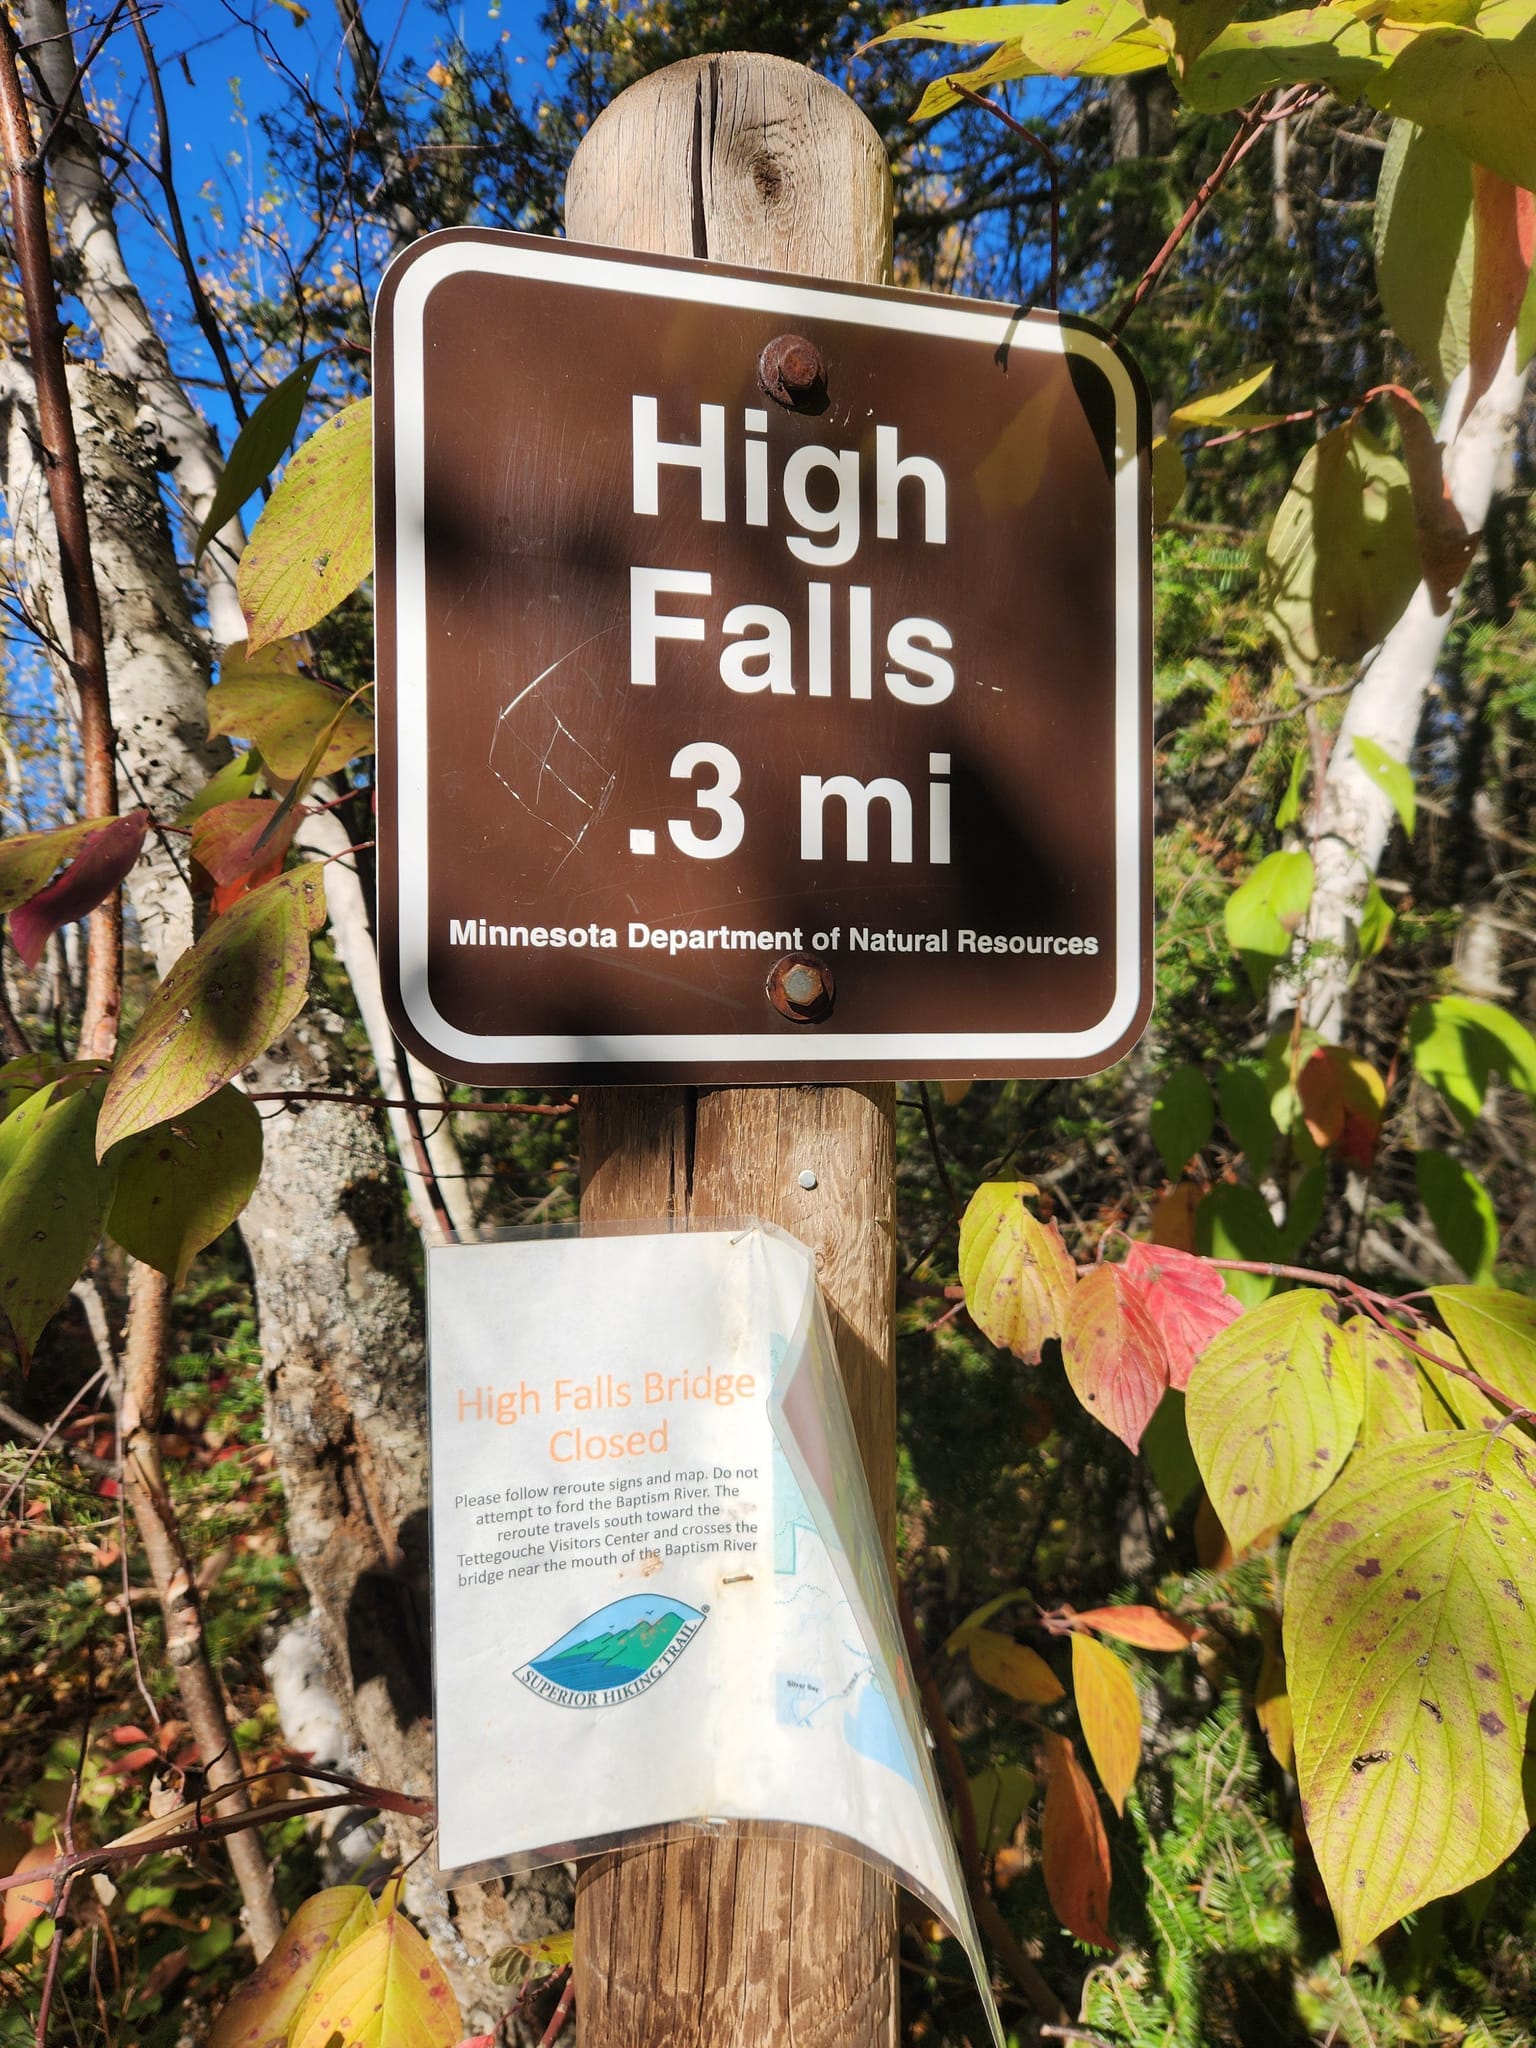 High
Falls
.3 mi
Minnesota Department of Natural Resources
High Falls Bridge
Closed
Please follow reroute signs and map. Do not
attempt to ford the Baptism River. The
reroute travels south toward the
Tettegouche Visitors Center and crosses the
bridge near the mouth of the Baptism River
®
SUPERIOR HIKING TRAIL
Silver Bay